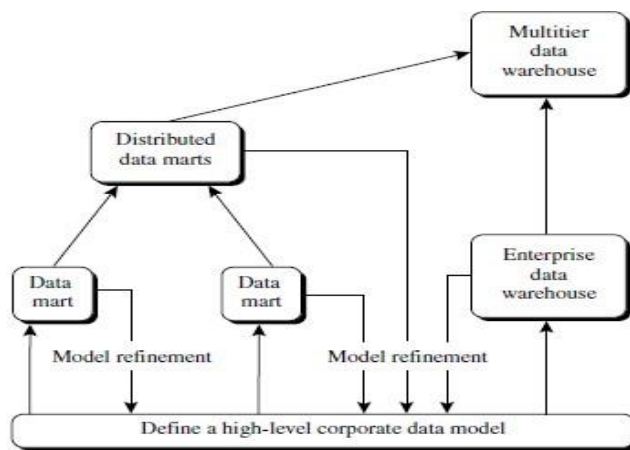 Multitier
data
warehouse
Distributed
data marts
Enterprise
data
warehouse
Data
mart
Data
mart
Model refinement
Model refinement
Define a high-level corporate data model